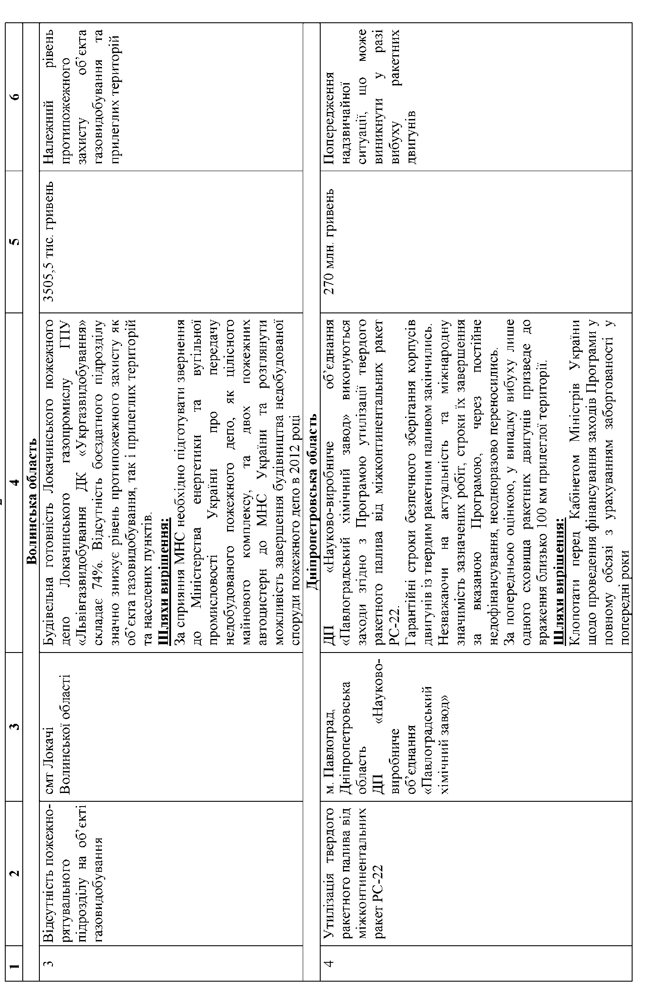 1 2 3 4 5 6
Волинська область
3
Відсутність пожежно-
рятувального
підрозділу на об’єкті
газовидобування
смт Локачі
Волинської області
Будівельна готовність Локачинського пожежного
депо Локачинського газопромислу ГПУ
«Львівгазвидобування ДК «Укргазвидобування»
складає 74%. Відсутність боєздатного підрозділу
значно знижує рівень протипожежного захисту як
об’єкта газовидобування, так і прилеглих територій
та населених пунктів.
Шляхи вирішення:
За сприяння МНС необхідно підготувати звернення
до Міністерства енергетики та вугільної
промисловості України про передачу
недобудованого пожежного депо, як цілісного
майнового комплексу, та двох пожежних
автоцистерн до МНС України та розглянути
можливість завершення будівництва недобудованої
споруди пожежного депо в 2012 році
3505,5 тис. гривень
Належний рівень
протипожежного
захисту об’єкта
газовидобування та
прилеглих територій
Дніпропетровська область
4
Утилізація твердого
ракетного палива від
міжконтинентальних
ракет РС-22
м. Павлоград,
Дніпропетровська
область
ДП «Науково-
виробниче
об’єднання
«Павлоградський
хімічний завод»
ДП «Науково-виробниче об’єднання
«Павлоградський хімічний завод» виконуються
заходи згідно з Програмою утилізації твердого
ракетного палива від міжконтинентальних ракет
РС-22.
Гарантійні строки безпечного зберігання корпусів
двигунів із твердим ракетним паливом закінчились.
Незважаючи на актуальність та міжнародну
значимість зазначених робіт, строки їх завершення
за вказаною Програмою, через постійне
недофінансування, неодноразово переносились.
За попередньою оцінкою, у випадку вибуху лише
одного сховища ракетних двигунів призведе до
враження близько 100 км прилеглої території.
Шляхи вирішення:
Клопотати перед Кабінетом Міністрів України
щодо проведення фінансування заходів Програми у
повному обсязі з урахуванням заборгованості у
попередні роки
270 млн. гривень
Попередження
надзвичайної
ситуації, що може
виникнути у разі
вибуху ракетних
двигунів